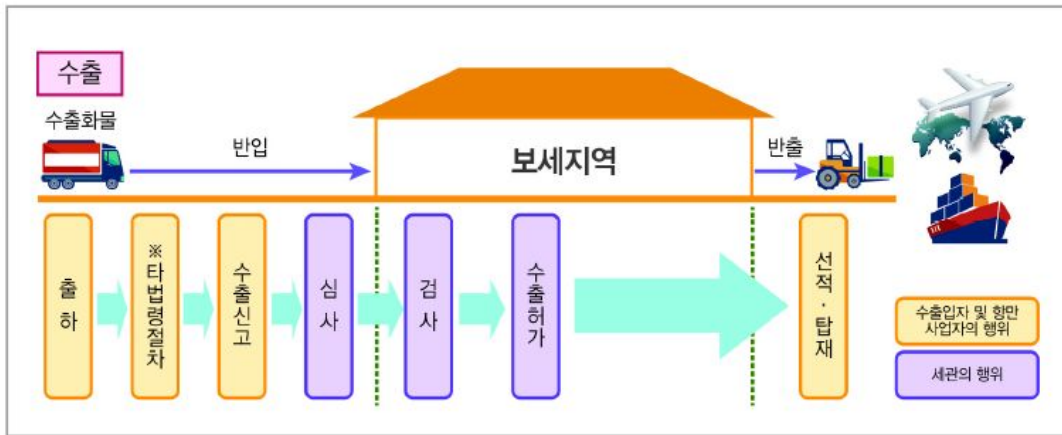 수출
수출화물
반입
보세지역
반출
출하
※타법령절차
수출신고
심사
검사
수출허가
선적·탑재
수출입자 및 항만
사업자의 행위
세관의 행위